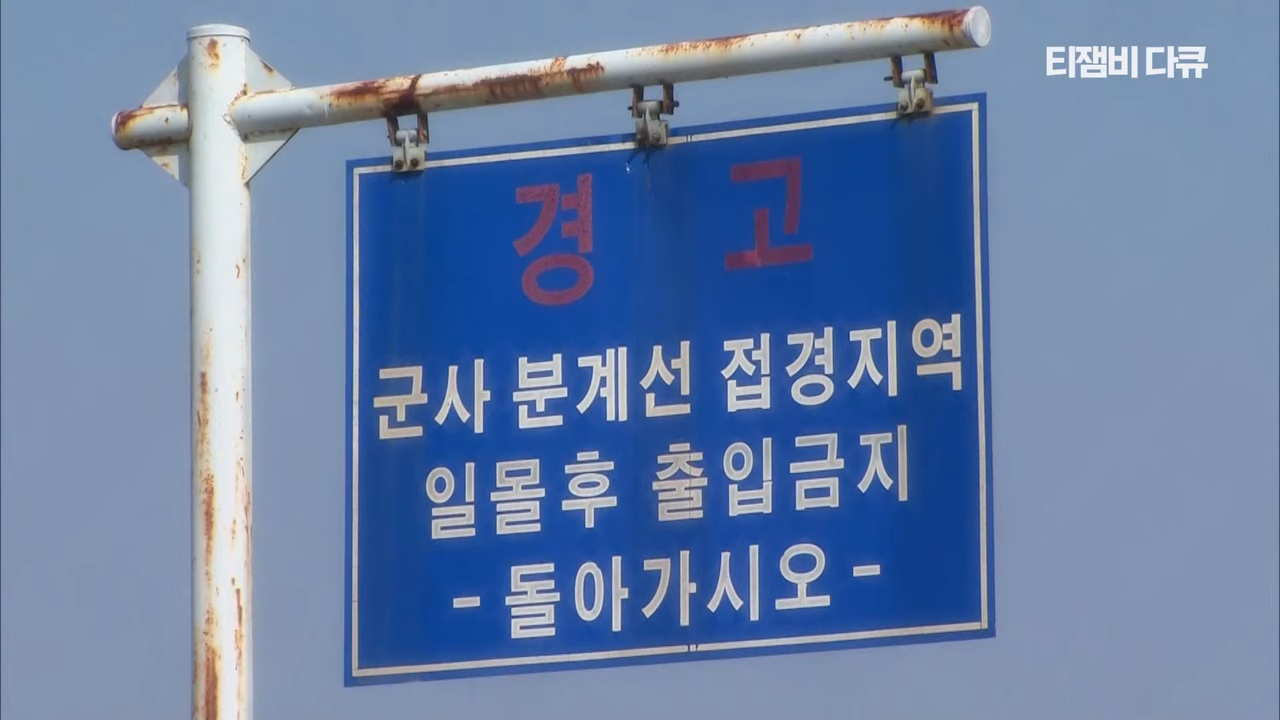 티잼비 다큐
경 고
군사 분계선 접경지역
일몰후 출입금지
- 돌아가시오 -